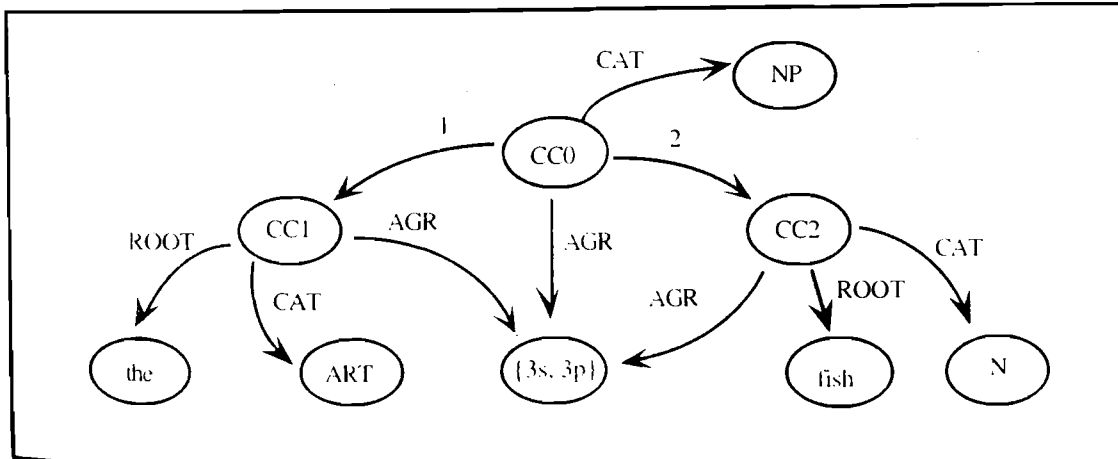 CAT
NP
1
CC0
2
CC1
AGR
CC2
ROOT
AGR
CAT
CAT
AGR
ROOT
the
ART
{3s, 3p}
fish
N